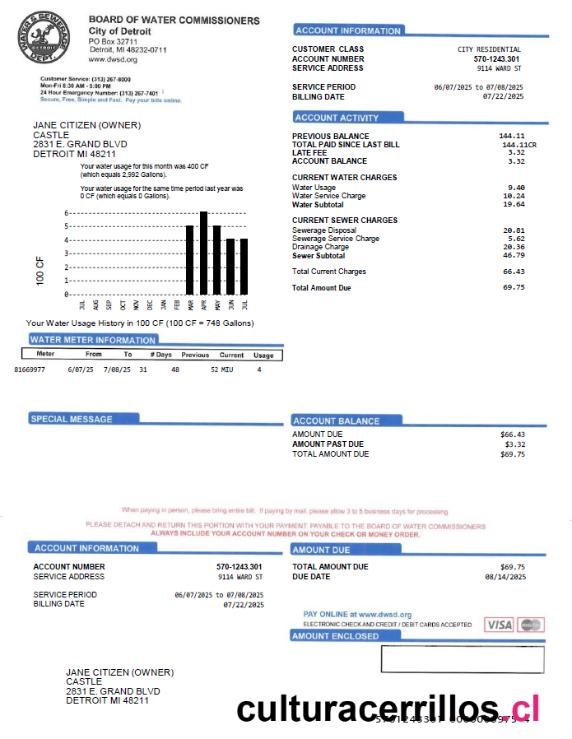 WATER & SEWERAGE
DETROIT
DEPT.
BOARD OF WATER COMMISSIONERS
City of Detroit
PO Box 32711
Detroit, MI 48232-0711
www.dwsd.org
Customer Service: (313) 267-8000
Mon-Fri 8:30 AM - 5:00 PM
24 Hour Emergency Number: (313) 267-7401
Secure, Free, Simple and Fast. Pay your bills online.
ACCOUNT INFORMATION
CUSTOMER CLASS CITY RESIDENTIAL
ACCOUNT NUMBER 570-1243.301
SERVICE ADDRESS 9114 WARD ST
SERVICE PERIOD 06/07/2025 to 07/08/2025
BILLING DATE 07/22/2025
JANE CITIZEN (OWNER)
CASTLE
2831 E. GRAND BLVD
DETROIT MI 48211
Your water usage for this month was 400 CF
(which equals 2,992 Gallons).
Your water usage for the same time period last year was
0 CF (which equals 0 Gallons).
100 CF
6
5
4
3
2
1
0
JUL AUG SEP OCT NOV DEC JAN FEB MAR APR MAY JUN JUL
Your Water Usage History in 100 CF (100 CF = 748 Gallons)
ACCOUNT ACTIVITY
PREVIOUS BALANCE 144.11
TOTAL PAID SINCE LAST BILL 144.11CR
LATE FEE 3.32
ACCOUNT BALANCE 3.32
CURRENT WATER CHARGES
Water Usage 9.40
Water Service Charge 10.24
Water Subtotal 19.64
CURRENT SEWER CHARGES
Sewerage Disposal 20.81
Sewerage Service Charge 5.62
Drainage Charge 20.36
Sewer Subtotal 46.79
Total Current Charges 66.43
Total Amount Due 69.75
WATER METER INFORMATION
Meter From To # Days Previous Current Usage
81669977 6/07/25 7/08/25 31 48 52 MIU 4
SPECIAL MESSAGE
ACCOUNT BALANCE
AMOUNT DUE $66.43
AMOUNT PAST DUE $3.32
TOTAL AMOUNT DUE $69.75
When paying in person, please bring entire bill. If paying by mail, please allow 3 to 5 business days for processing.
PLEASE DETACH AND RETURN THIS PORTION WITH YOUR PAYMENT PAYABLE TO THE BOARD OF WATER COMMISSIONERS
ALWAYS INCLUDE YOUR ACCOUNT NUMBER ON YOUR CHECK OR MONEY ORDER.
ACCOUNT INFORMATION
ACCOUNT NUMBER 570-1243.301
SERVICE ADDRESS 9114 WARD ST
SERVICE PERIOD 06/07/2025 to 07/08/2025
BILLING DATE 07/22/2025
AMOUNT DUE
TOTAL AMOUNT DUE $69.75
DUE DATE 08/14/2025
PAY ONLINE at www.dwsd.org
ELECTRONIC CHECK AND CREDIT / DEBIT CARDS ACCEPTED
VISA
AMOUNT ENCLOSED
JANE CITIZEN (OWNER)
CASTLE
2831 E. GRAND BLVD
DETROIT MI 48211
culturacerrillos.cl